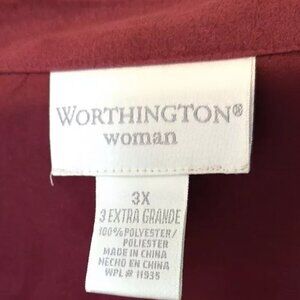 WORTHINGTON®
woman
3X
3 EXTRA GRANDE
100% POLYESTER/
POLIESTER
MADE IN CHINA
HECHO EN CHINA
WPL # 11935